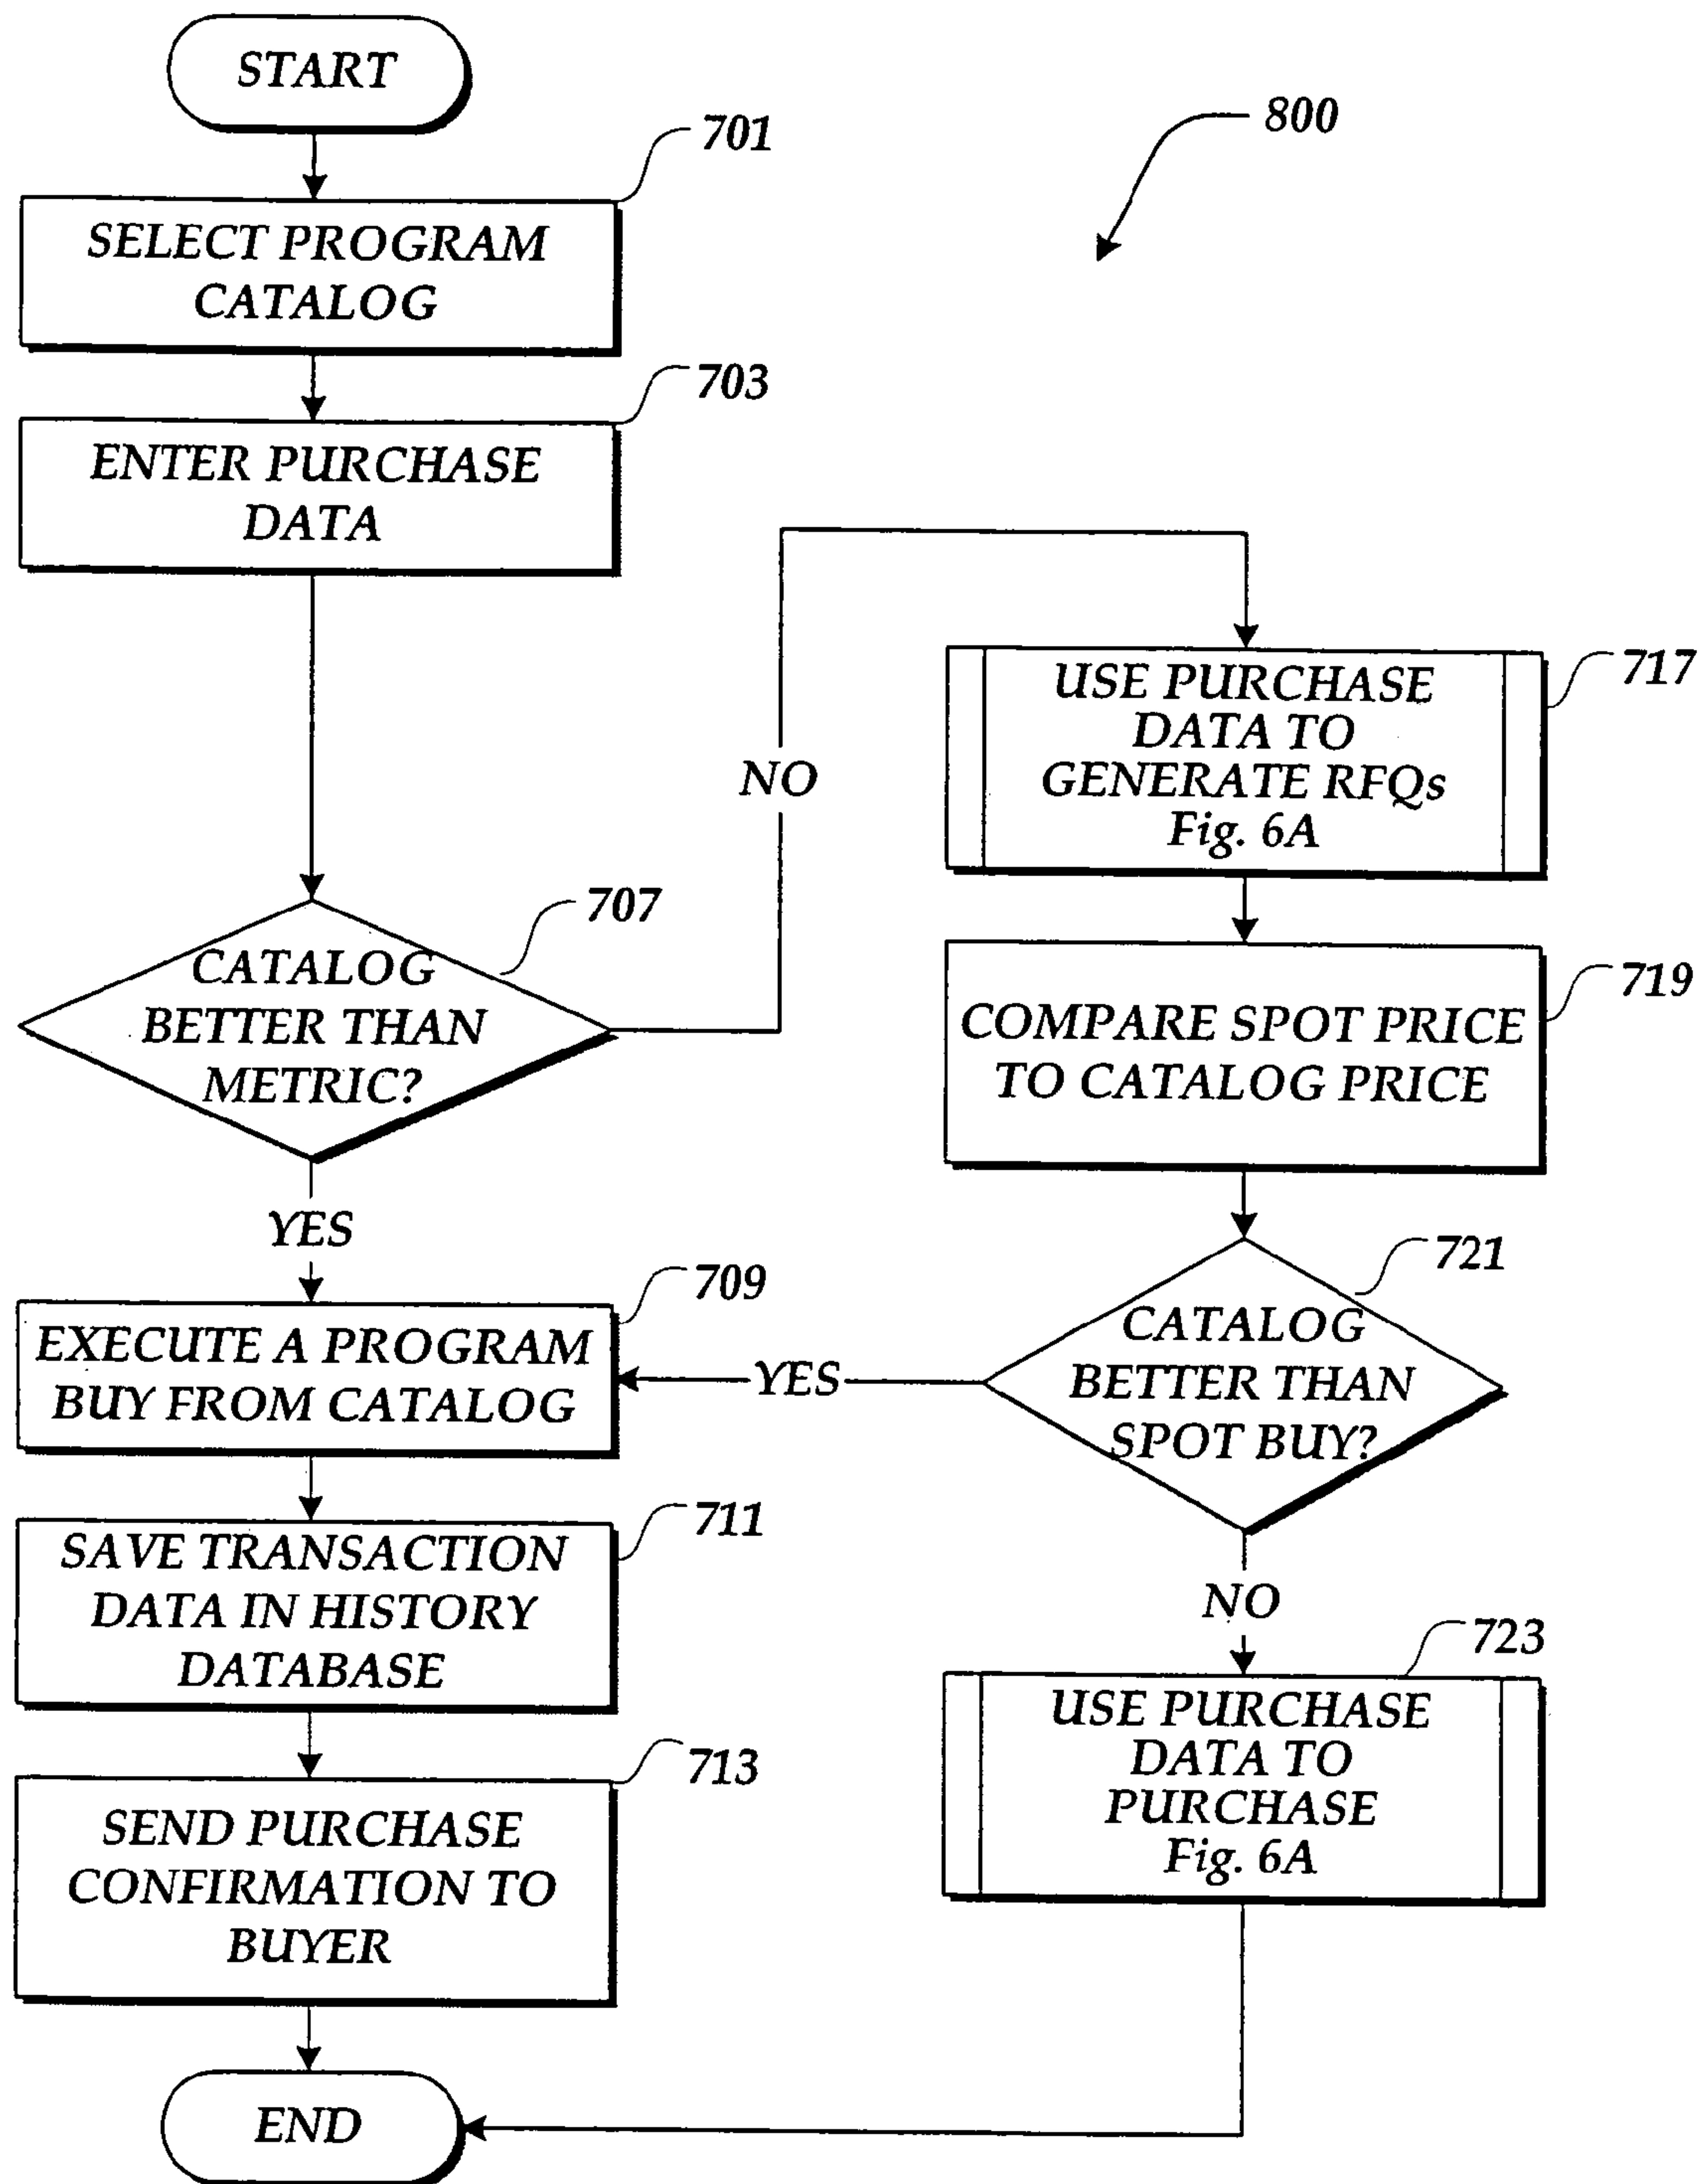 START
800
701
SELECT PROGRAM
CATALOG
703
ENTER PURCHASE
DATA
707
CATALOG
BETTER THAN
METRIC?
NO
717
USE PURCHASE
DATA TO
GENERATE RFQs
Fig. 6A
719
COMPARE SPOT PRICE
TO CATALOG PRICE
721
CATALOG
BETTER THAN
SPOT BUY?
YES
YES
709
EXECUTE A PROGRAM
BUY FROM CATALOG
711
SAVE TRANSACTION
DATA IN HISTORY
DATABASE
713
SEND PURCHASE
CONFIRMATION TO
BUYER
NO
723
USE PURCHASE
DATA TO
PURCHASE
Fig. 6A
END